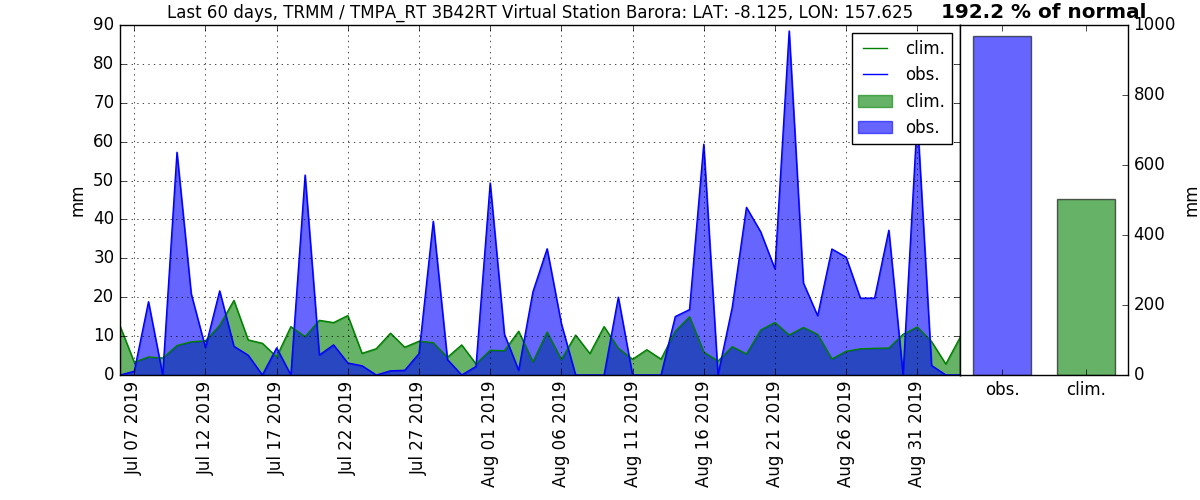 Last 60 days, TRMM / TMPA_RT 3B42RT Virtual Station Barora: LAT: -8.125, LON: 157.625
192.2 % of normal
90
80
70
60
50
40
30
20
10
0
mm
clim.
obs.
clim.
obs.
1000
800
600
400
200
0
mm
obs.
clim.
Jul 07 2019
Jul 12 2019
Jul 17 2019
Jul 22 2019
Jul 27 2019
Aug 01 2019
Aug 06 2019
Aug 11 2019
Aug 16 2019
Aug 21 2019
Aug 26 2019
Aug 31 2019